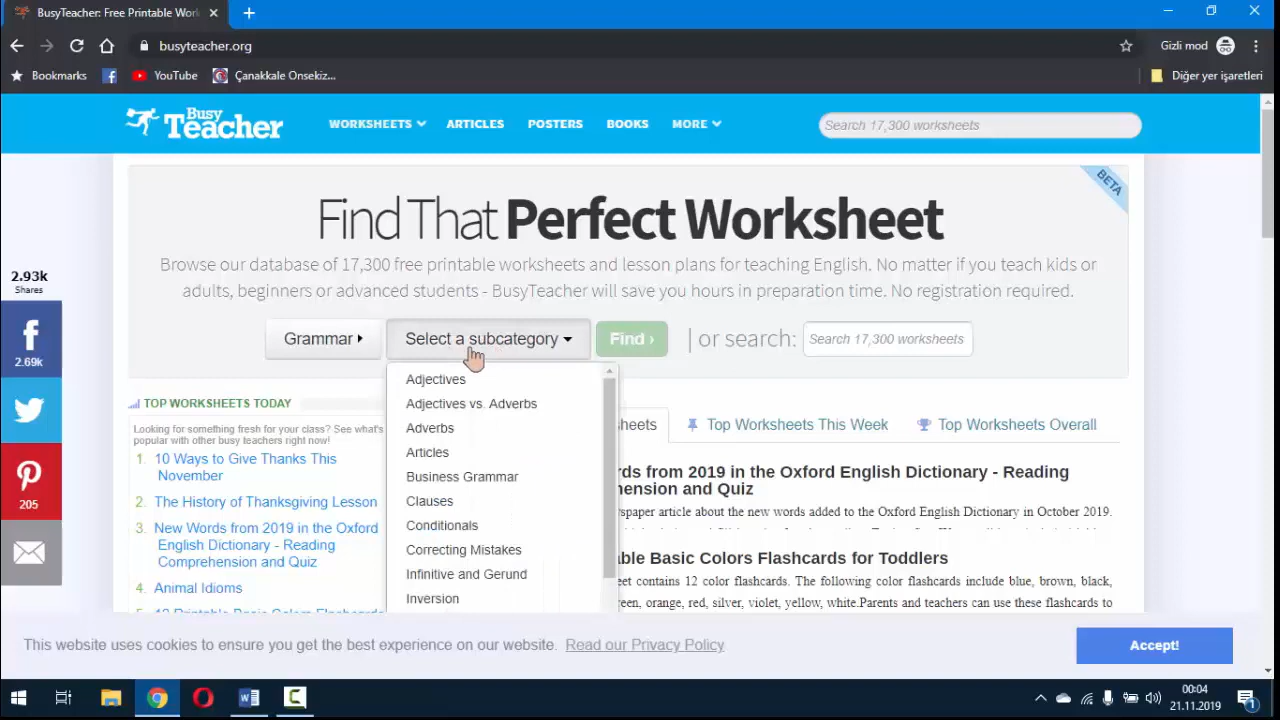 BusyTeacher: Free Printable Wor
busyteacher.org
Gizli mod
Bookmarks
YouTube
Çanakkale Onsekiz...
Diğer yer işaretleri
Busy
Teacher
WORKSHEETS
ARTICLES
POSTERS
BOOKS
MORE
Search 17,300 worksheets
BETA
Find That Perfect Worksheet
Browse our database of 17,300 free printable worksheets and lesson plans for teaching English. No matter if you teach kids or
adults, beginners or advanced students - BusyTeacher will save you hours in preparation time. No registration required.
2.93k
Shares
2.69k
205
Grammar
Select a subcategory
Find ›
| or search:
Search 17,300 worksheets
Adjectives
Adjectives vs. Adverbs
Adverbs
Articles
Business Grammar
Clauses
Conditionals
Correcting Mistakes
Infinitive and Gerund
Inversion
TOP WORKSHEETS TODAY
Looking for something fresh for your class? See what's
popular with other busy teachers right now!
1. 10 Ways to Give Thanks This
November
2. The History of Thanksgiving Lesson
3. New Words from 2019 in the Oxford
English Dictionary - Reading
Comprehension and Quiz
4. Animal Idioms
heets
Top Worksheets This Week
Top Worksheets Overall
rds from 2019 in the Oxford English Dictionary - Reading
hension and Quiz
spaper article about the new words added to the Oxford English Dictionary in October 2019.
ble Basic Colors Flashcards for Toddlers
eet contains 12 color flashcards. The following color flashcards include blue, brown, black,
reen, orange, red, silver, violet, yellow, white.Parents and teachers can use these flashcards to
This website uses cookies to ensure you get the best experience on our website. Read our Privacy Policy
Accept!
00:04
21.11.2019
1